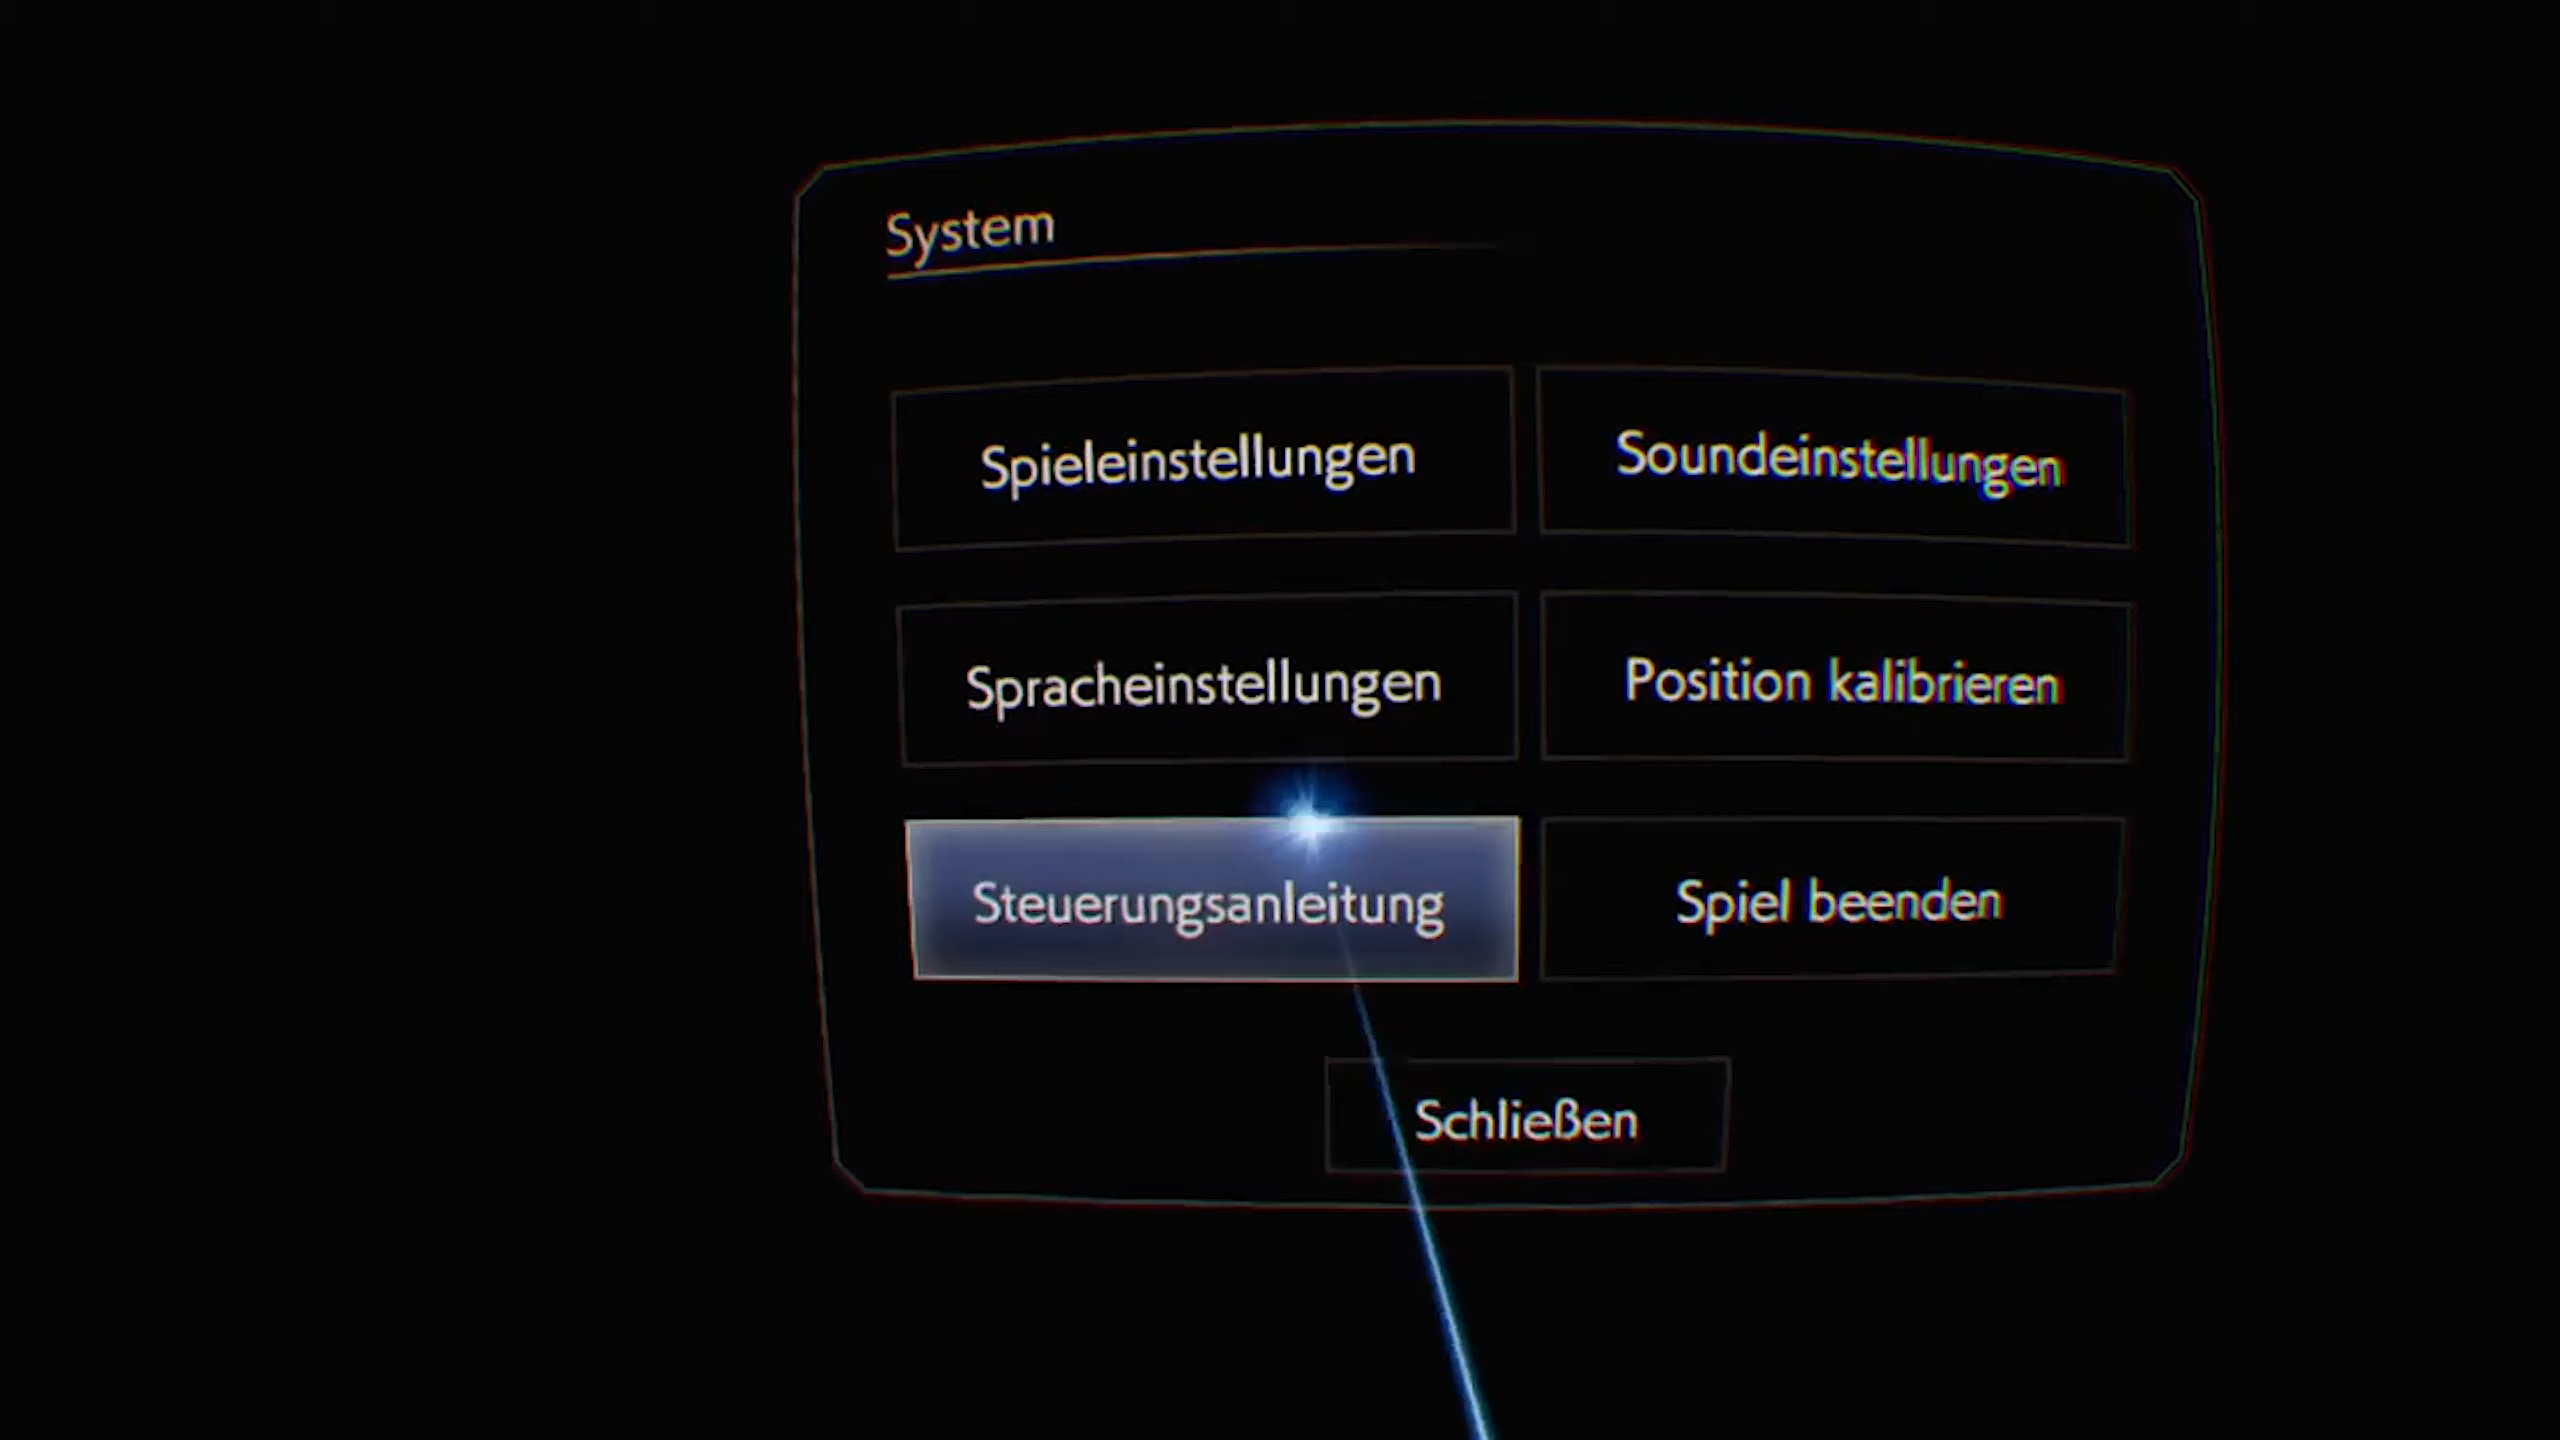 System
Spieleinstellungen
Soundeinstellungen
Spracheinstellungen
Position kalibrieren
Steuerungsanleitung
Spiel beenden
Schließen